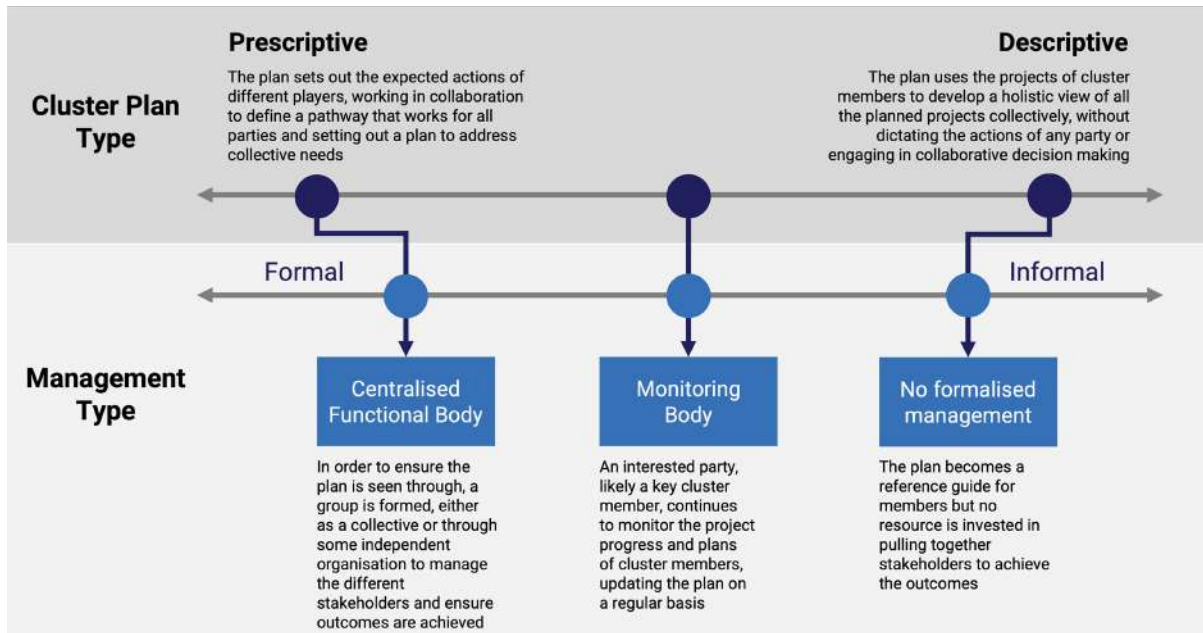 Prescriptive
The plan sets out the expected actions of
different players, working in collaboration
to define a pathway that works for all
parties and setting out a plan to address
collective needs
Descriptive
The plan uses the projects of cluster
members to develop a holistic view of all
the planned projects collectively, without
dictating the actions of any party or
engaging in collaborative decision making
Cluster Plan
Type
Formal
Informal
Management
Type
Centralised
Functional Body
In order to ensure the
plan is seen through, a
group is formed, either
as a collective or through
some independent
organisation to manage
the different
stakeholders and ensure
outcomes are achieved
Monitoring
Body
An interested party,
likely a key cluster
member, continues
to monitor the project
progress and plans
of cluster members,
updating the plan on
a regular basis
No formalised
management
The plan becomes a
reference guide for
members but no
resource is invested in
pulling together
stakeholders to achieve
the outcomes